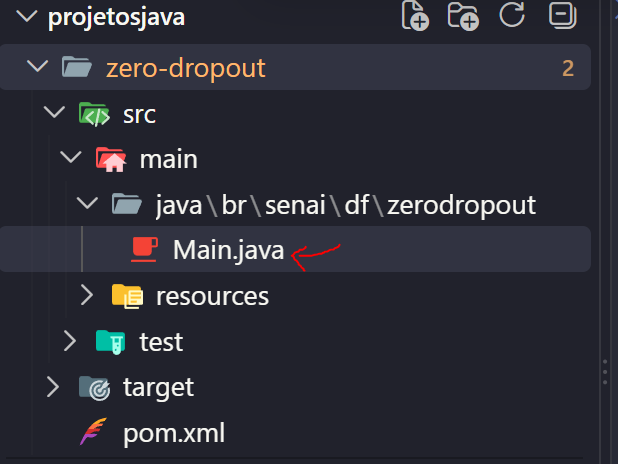 projetosjava
zero-dropout 2
src
main
java\br\senai\df\zerodropout
Main.java
resources
test
target
pom.xml